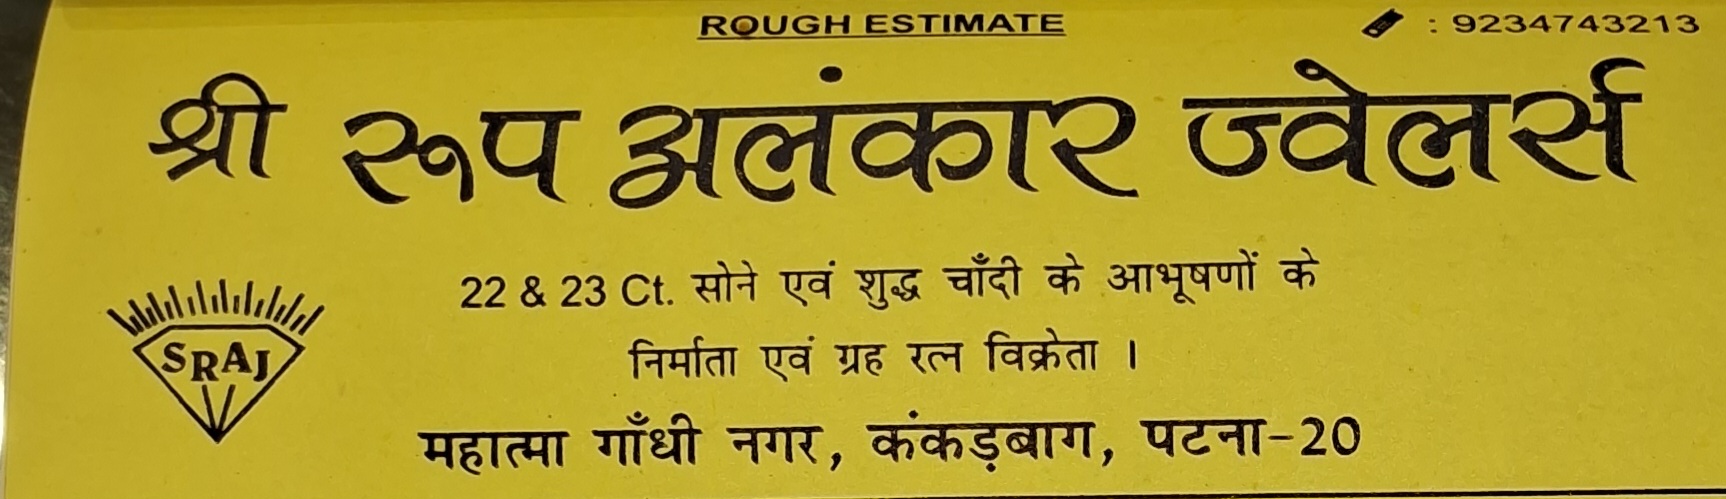 ROUGH ESTIMATE
: 9234743213
श्री रूप अलंकार ज्वेलर्स
22 & 23 Ct. सोने एवं शुद्ध चाँदी के आभूषणों के
निर्माता एवं ग्रह रत्न विक्रेता ।
SRAJ
महात्मा गाँधी नगर, कंकड़बाग, पटना-20